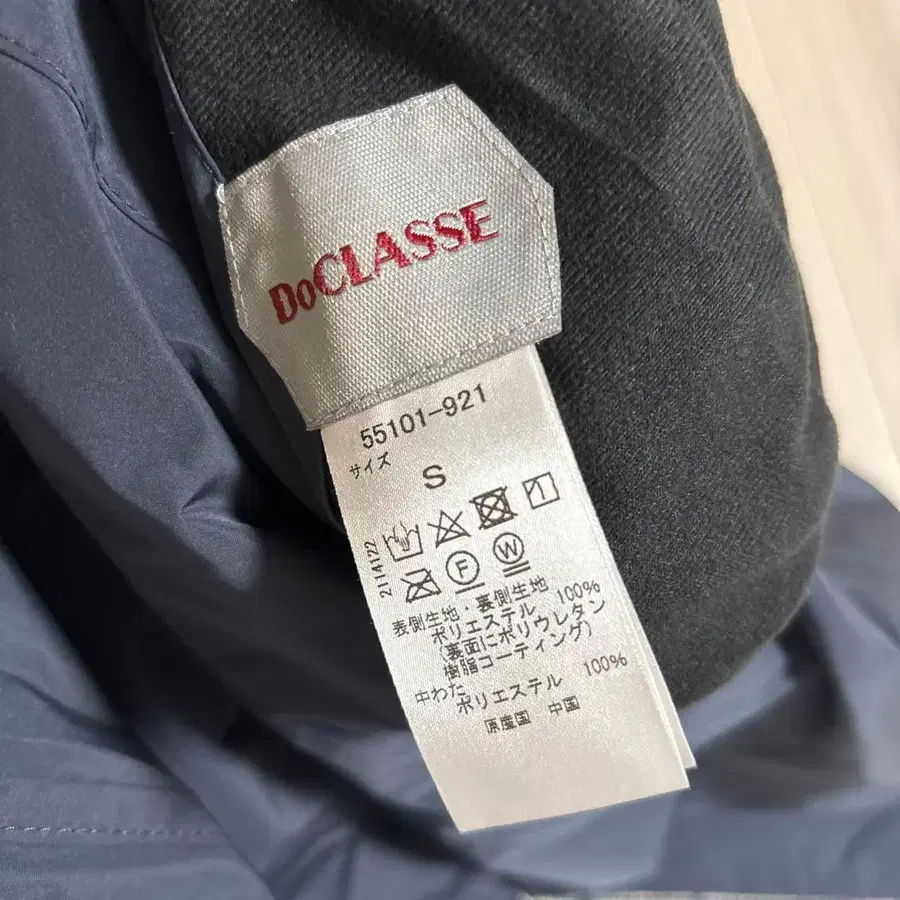 DoCLASSE
55101-921
サイズ
S
2114122
F W
表側生地・裏側生地
ポリエステル 100%
(裏面にポリウレタン
樹脂コーティング)
中わた
ポリエステル 100%
原産国 中国